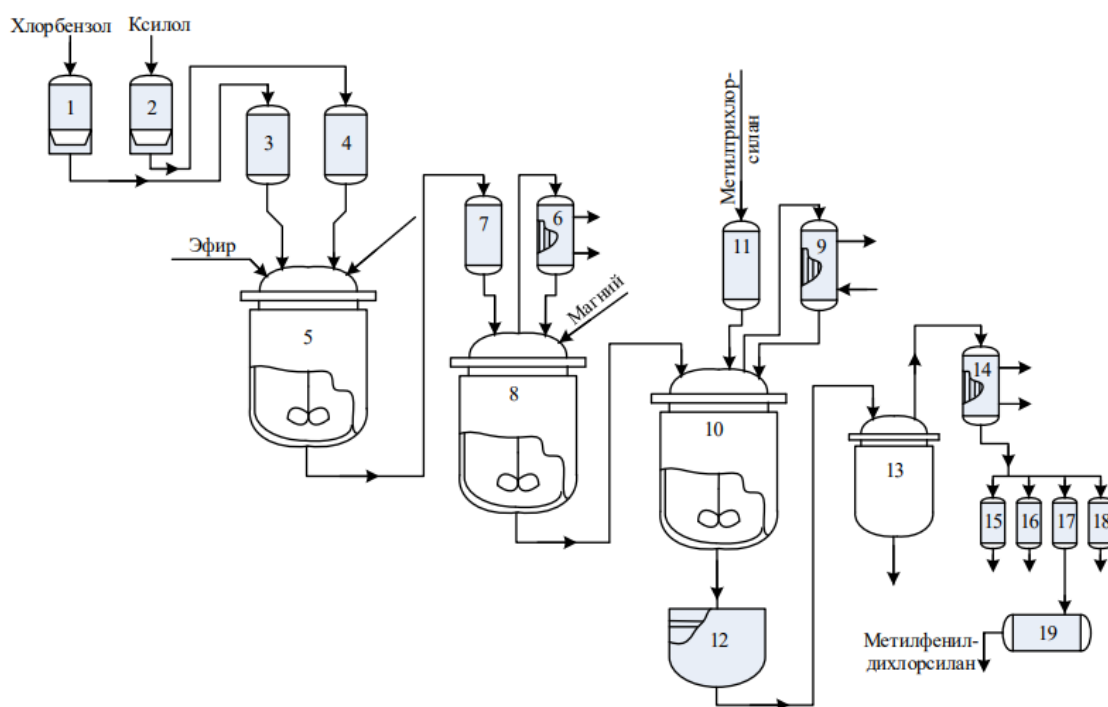 Хлорбензол
Ксилол
1
2
3
4
Метилтрихлор-
силан
7
6
11
9
Эфир
Магний
5
8
10
14
13
15
16
17
18
12
19
Метилфенил-
дихлорсилан